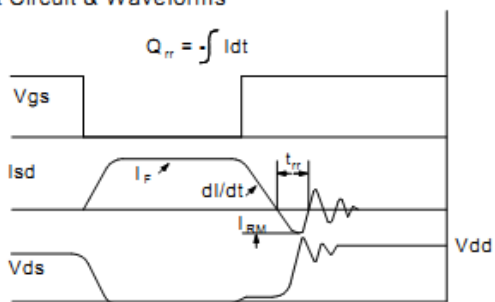 Circuit & Waveforms
Qrr = - ∫ Idt
Vgs
Isd
IF
dI/dt
trr
IRM
Vdd
Vds